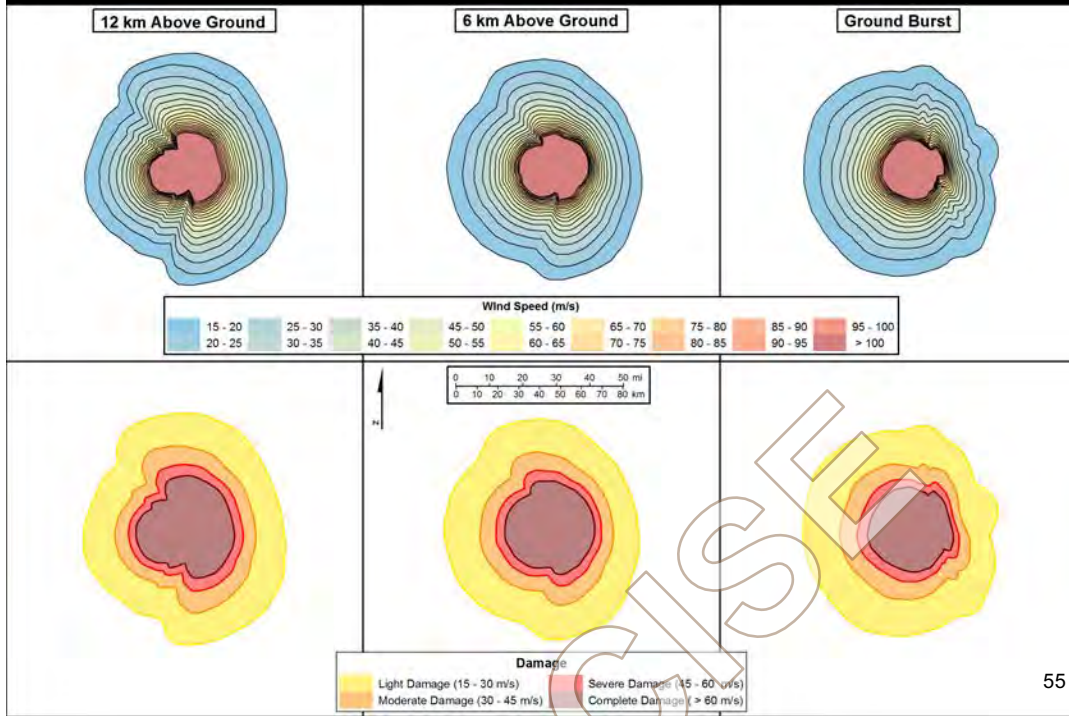 12 km Above Ground
6 km Above Ground
Ground Burst
Wind Speed (m/s)
15 - 20 25 - 30 35 - 40 45 - 50 55 - 60 65 - 70 75 - 80 85 - 90 95 - 100
20 - 25 30 - 35 40 - 45 50 - 55 60 - 65 70 - 75 80 - 85 90 - 95 > 100
0 10 20 30 40 50 mi
0 10 20 30 40 50 60 70 80 km
N
Damage
Light Damage (15 - 30 m/s) Severe Damage (45 - 60 m/s)
Moderate Damage (30 - 45 m/s) Complete Damage ( > 60 m/s)
55
CISE